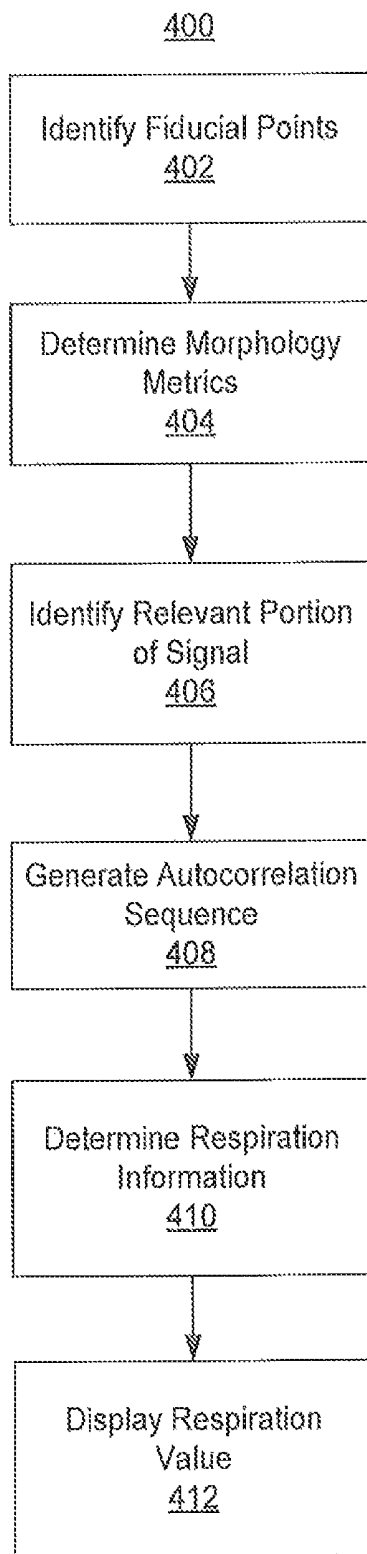 400
Identify Fiducial Points
402
Determine Morphology
Metrics
404
Identify Relevant Portion
of Signal
406
Generate Autocorrelation
Sequence
408
Determine Respiration
Information
410
Display Respiration
Value
412